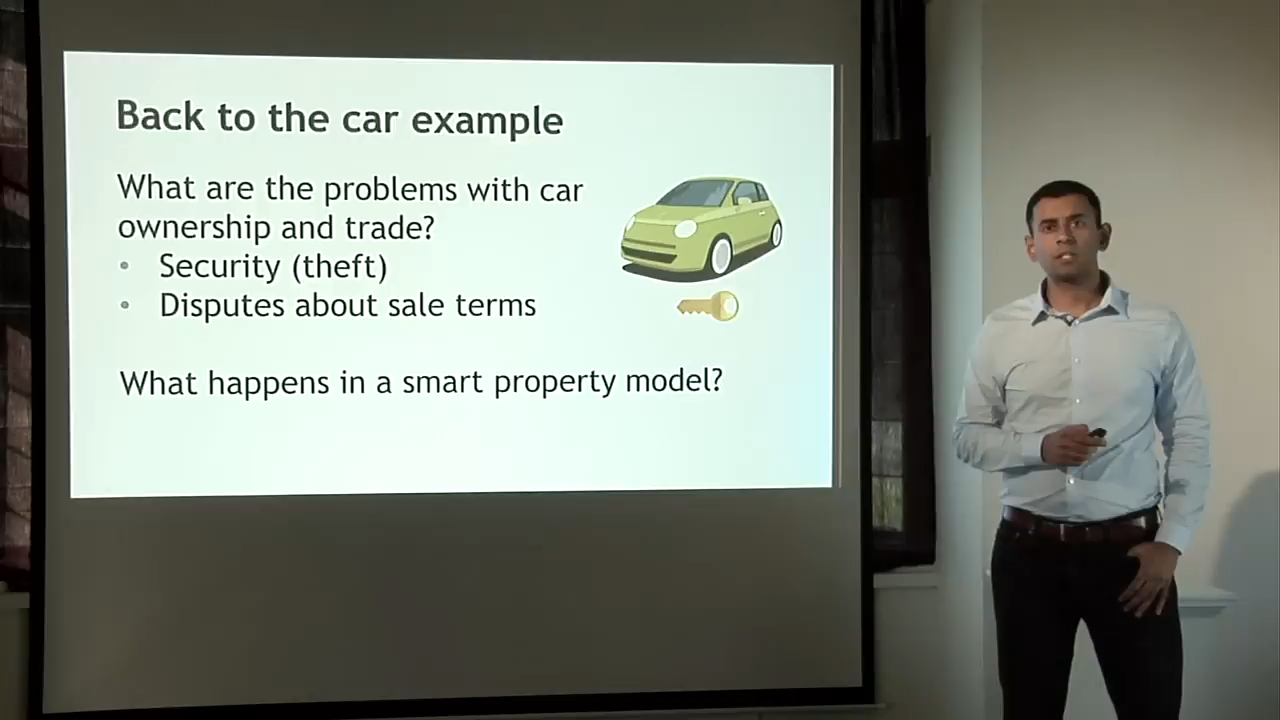 Back to the car example
What are the problems with car
ownership and trade?
• Security (theft)
• Disputes about sale terms
What happens in a smart property model?